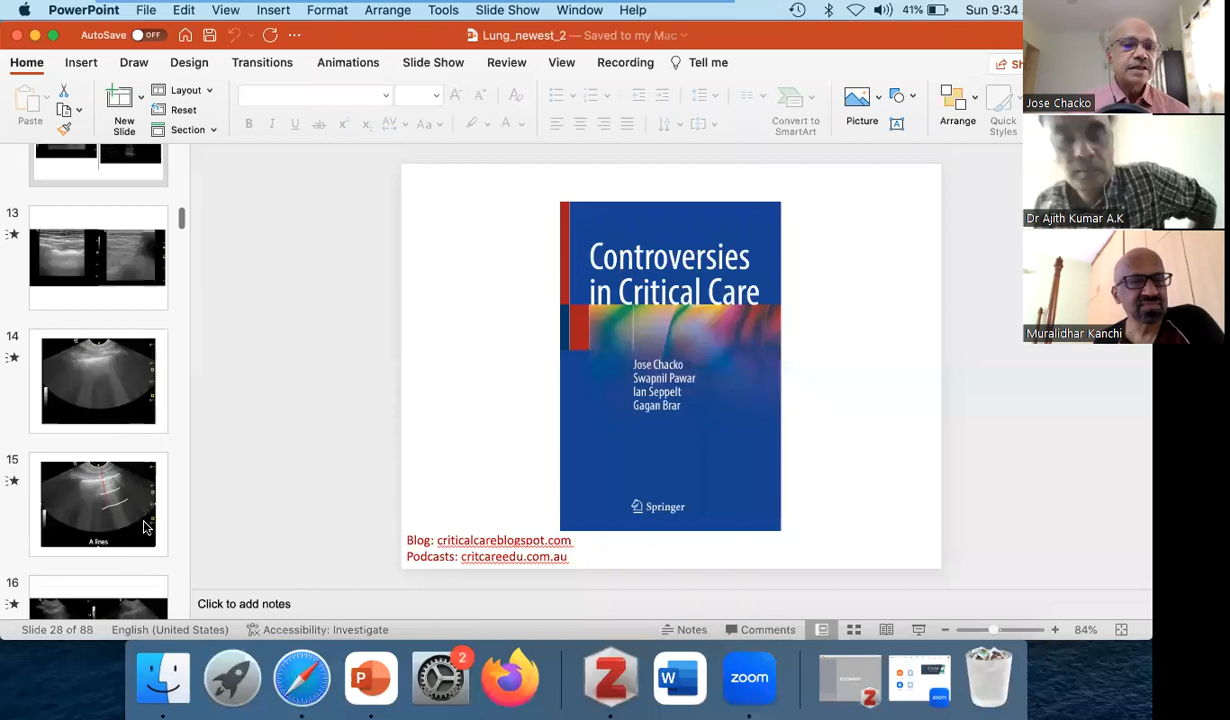 PowerPoint File Edit View Insert Format Arrange Tools Slide Show Window Help 41% Sun 9:34
AutoSave OFF Lung_newest_2 — Saved to my Mac
Home Insert Draw Design Transitions Animations Slide Show Review View Recording Tell me
Paste
New
Slide
Layout
Reset
Section
Convert to
SmartArt
Picture
Arrange
Quick
Styles
Jose Chacko
Dr Ajith Kumar A.K
Muralidhar Kanchi
13
14
15
A lines
16
Controversies
in Critical Care
Jose Chacko
Swapnil Pawar
Ian Seppelt
Gagan Brar
Springer
Blog: criticalcareblogspot.com
Podcasts: critcareedu.com.au
Click to add notes
Slide 28 of 88 English (United States) Accessibility: Investigate Notes Comments 84%
2
P
Z
W
zoom